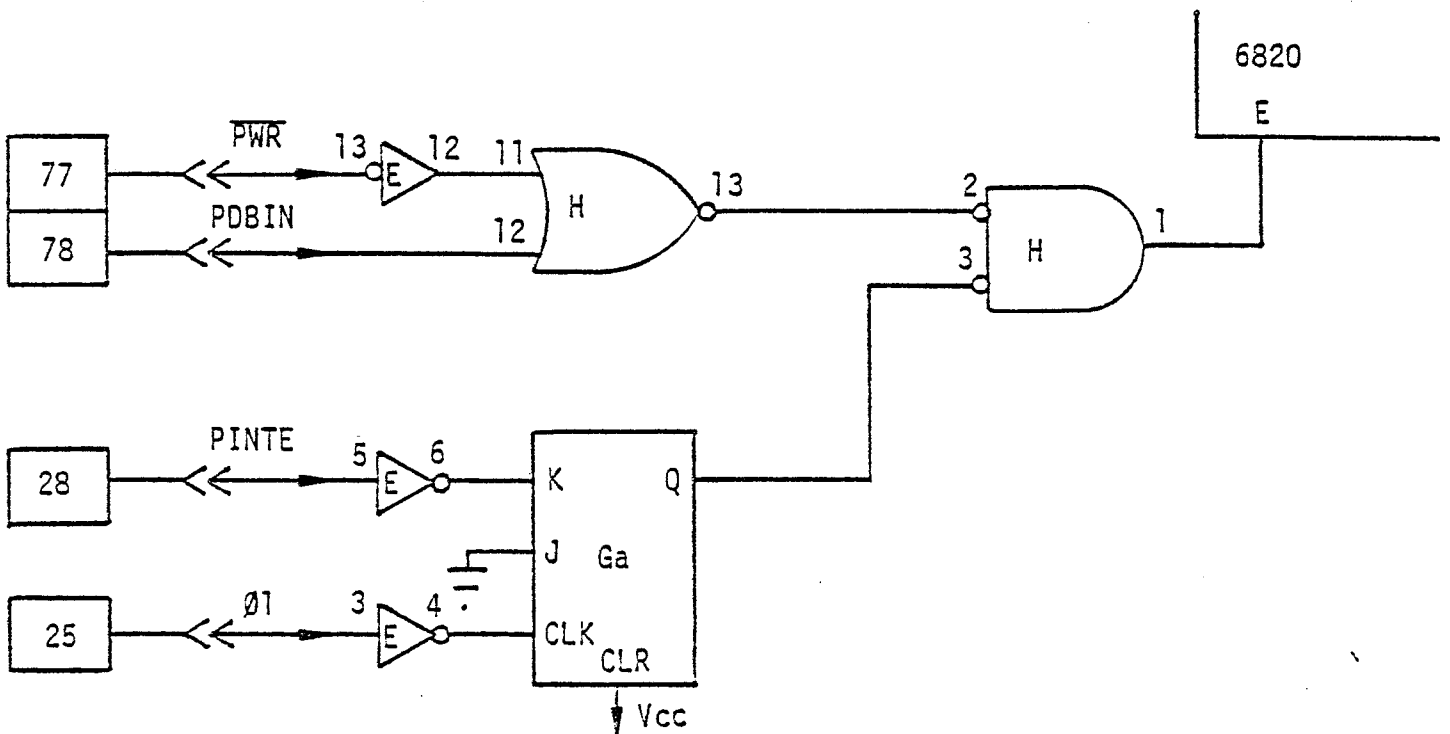 6820
E
PWR
77
13
E
12
11
H
13
2
1
PDBIN
78
12
3
H
PINTE
28
5
E
6
K
Q
J
Ga
Ø1
25
3
E
4
CLK
CLR
Vcc